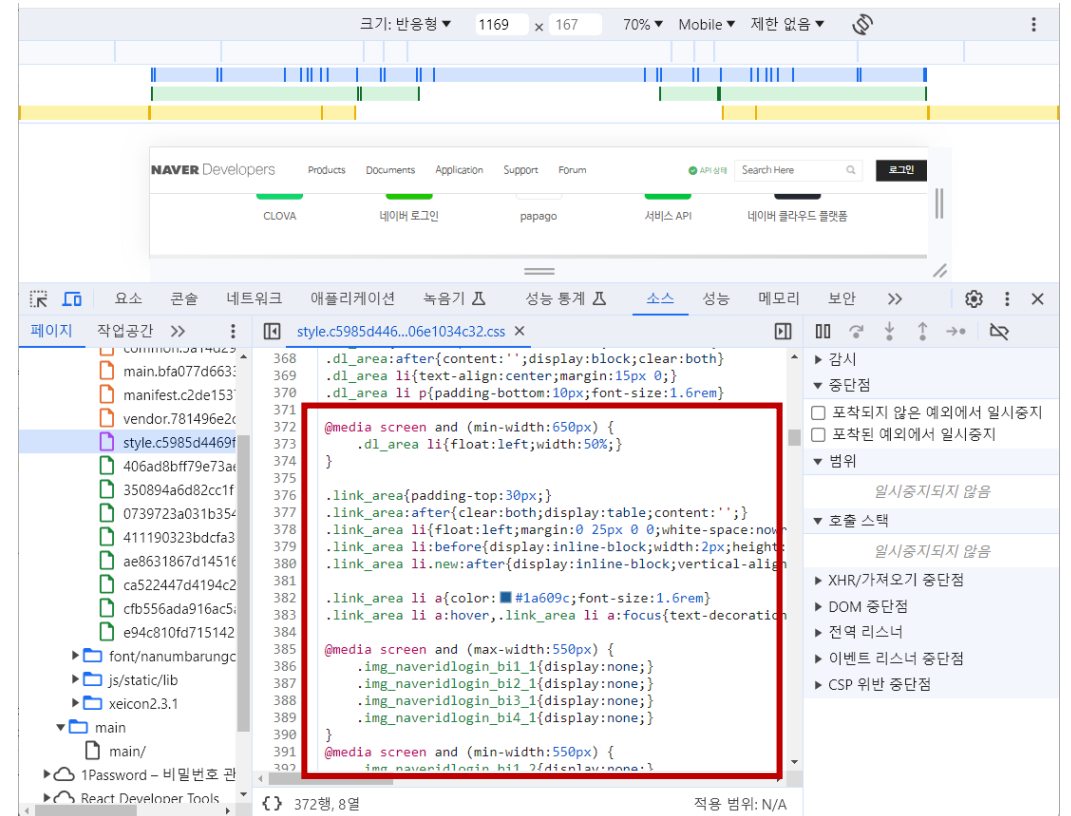 크기: 반응형 ▼ 1169 × 167 70% ▼ Mobile ▼ 제한 없음 ▼
NAVER Developers Products Documents Application Support Forum API 상태 Search Here 로그인
CLOVA 네이버 로그인 papago 서비스 API 네이버 클라우드 플랫폼
요소 콘솔 네트워크 애플리케이션 녹음기 성능 통계 소스 성능 메모리 보안 >>
페이지 작업공간 >> style.c5985d446...06e1034c32.css ×
common.5a14d29
main.bfa077d6633
manifest.c2de153
vendor.781496e2c
style.c5985d4469f
406ad8bff79e73ae
350894a6d82cc1f
0739723a031b354
411190323bdcfa3
ae8631867d14516
ca522447d4194c2
cfb556ada916ac5
e94c810fd715142
font/nanumbarungc
js/static/lib
xeicon2.3.1
main
main/
1Password – 비밀번호 관
React Developer Tools
368 .dl_area:after{content:'';display:block;clear:both}
369 .dl_area li{text-align:center;margin:15px 0;}
370 .dl_area li p{padding-bottom:10px;font-size:1.6rem}
371
372 @media screen and (min-width:650px) {
373 .dl_area li{float:left;width:50%;}
374 }
375
376 .link_area{padding-top:30px;}
377 .link_area:after{clear:both;display:table;content:'';}
378 .link_area li{float:left;margin:0 25px 0 0;white-space:nowr
379 .link_area li:before{display:inline-block;width:2px;height:
380 .link_area li.new:after{display:inline-block;vertical-align
381
382 .link_area li a{color:#1a609c;font-size:1.6rem}
383 .link_area li a:hover,.link_area li a:focus{text-decoration
384
385 @media screen and (max-width:550px) {
386 .img_naveridlogin_bi1_1{display:none;}
387 .img_naveridlogin_bi2_1{display:none;}
388 .img_naveridlogin_bi3_1{display:none;}
389 .img_naveridlogin_bi4_1{display:none;}
390 }
391 @media screen and (min-width:550px) {
392 .img_naveridlogin_bi1_2{display:none;}
{} 372행, 8열 적용 범위: N/A
감시
중단점
포착되지 않은 예외에서 일시중지
포착된 예외에서 일시중지
범위
일시중지되지 않음
호출 스택
일시중지되지 않음
XHR/가져오기 중단점
DOM 중단점
전역 리스너
이벤트 리스너 중단점
CSP 위반 중단점